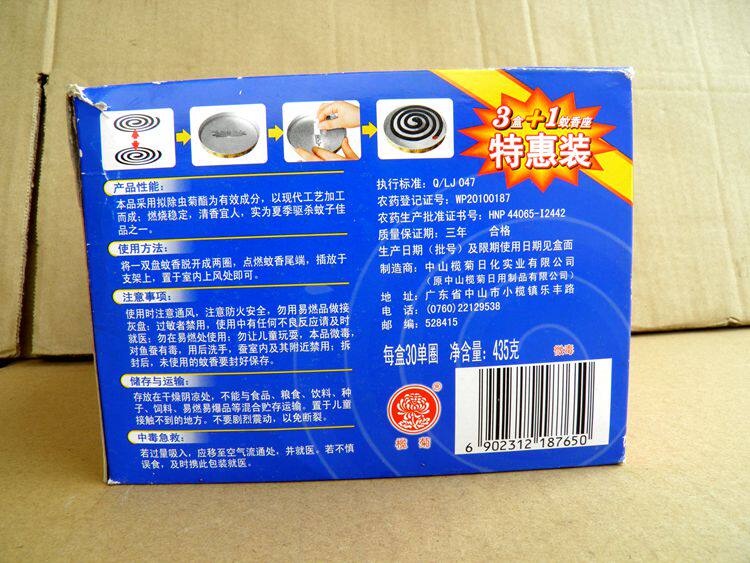 3盒+1蚊香座
特惠装
产品性能：
本品采用拟除虫菊酯为有效成分，以现代工艺加工
而成：燃烧稳定，清香宜人，实为夏季驱杀蚊子佳
品之一。
使用方法：
将一双盘蚊香脱开成两圈，点燃蚊香尾端，插放于
支架上，置于室内上风处即可。
注意事项：
使用时注意通风，注意防火安全，勿用易燃品做接
灰盘；过敏者禁用，使用中有任何不良反应请及时
就医；勿在易燃处使用；勿让儿童玩耍，本品微毒，
对鱼蚕有毒，用后洗手，蚕室内及其附近禁用；拆
封后，未使用的蚊香要封好保存。
储存与运输：
存放在干燥阴凉处，不能与食品、粮食、饮料、种
子、饲料、易燃易爆品等混合贮存运输。置于儿童
接触不到的地方。不要剧烈震动，以免断裂。
中毒急救：
若过量吸入，应移至空气流通处，并就医。若不慎
误食，及时携此包装就医。
执行标准：Q/LJ 047
农药登记证号：WP20100187
农药生产批准证书号：HNP 44065-I2442
质量保证期：三年 合格
生产日期（批号）及限期使用日期见盒面
制造商：中山榄菊日化实业有限公司
（原中山榄菊日用制品有限公司）
地 址：广东省中山市小榄镇乐丰路
电 话：(0760) 22129538
邮 编：528415
每盒30单圈 净含量：435克 微毒
®
榄菊
6 902312 187650